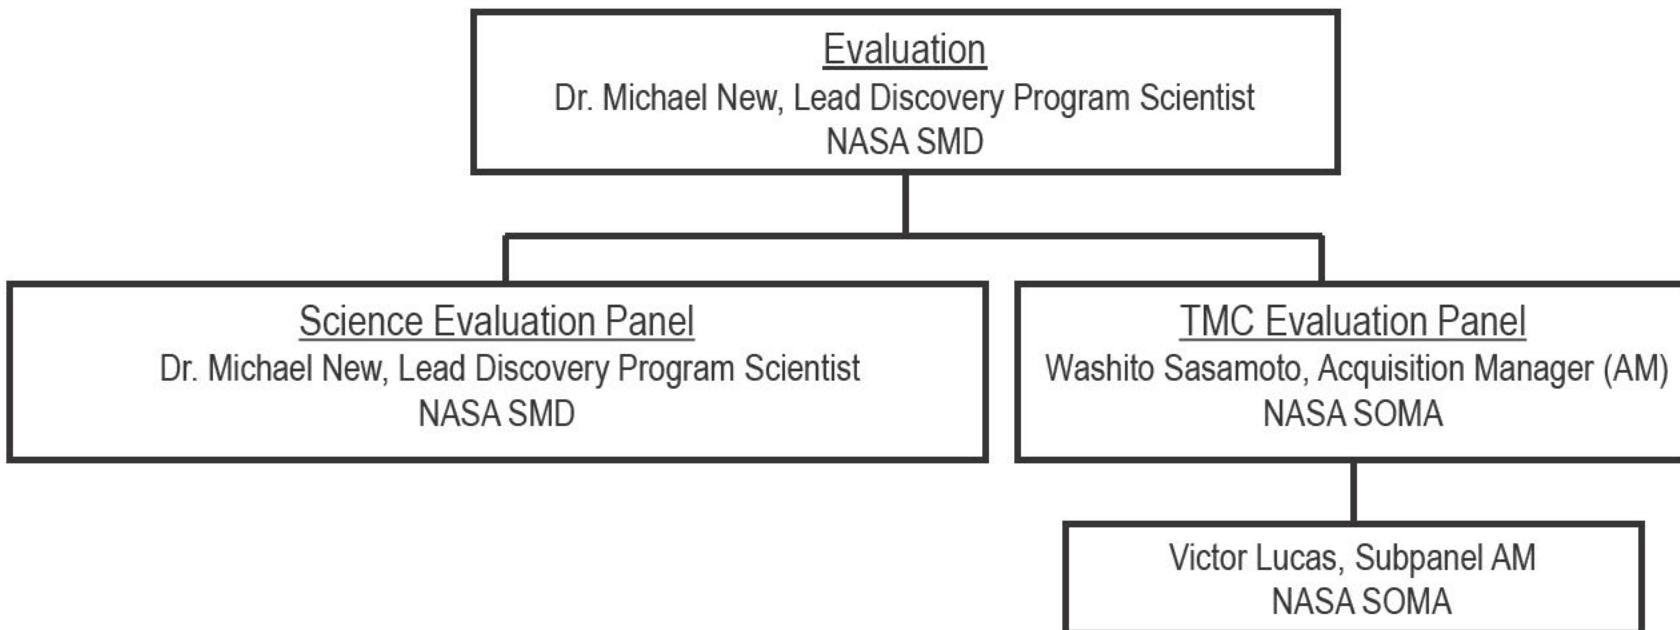 Evaluation
Dr. Michael New, Lead Discovery Program Scientist
NASA SMD
Science Evaluation Panel
Dr. Michael New, Lead Discovery Program Scientist
NASA SMD
TMC Evaluation Panel
Washito Sasamoto, Acquisition Manager (AM)
NASA SOMA
Victor Lucas, Subpanel AM
NASA SOMA